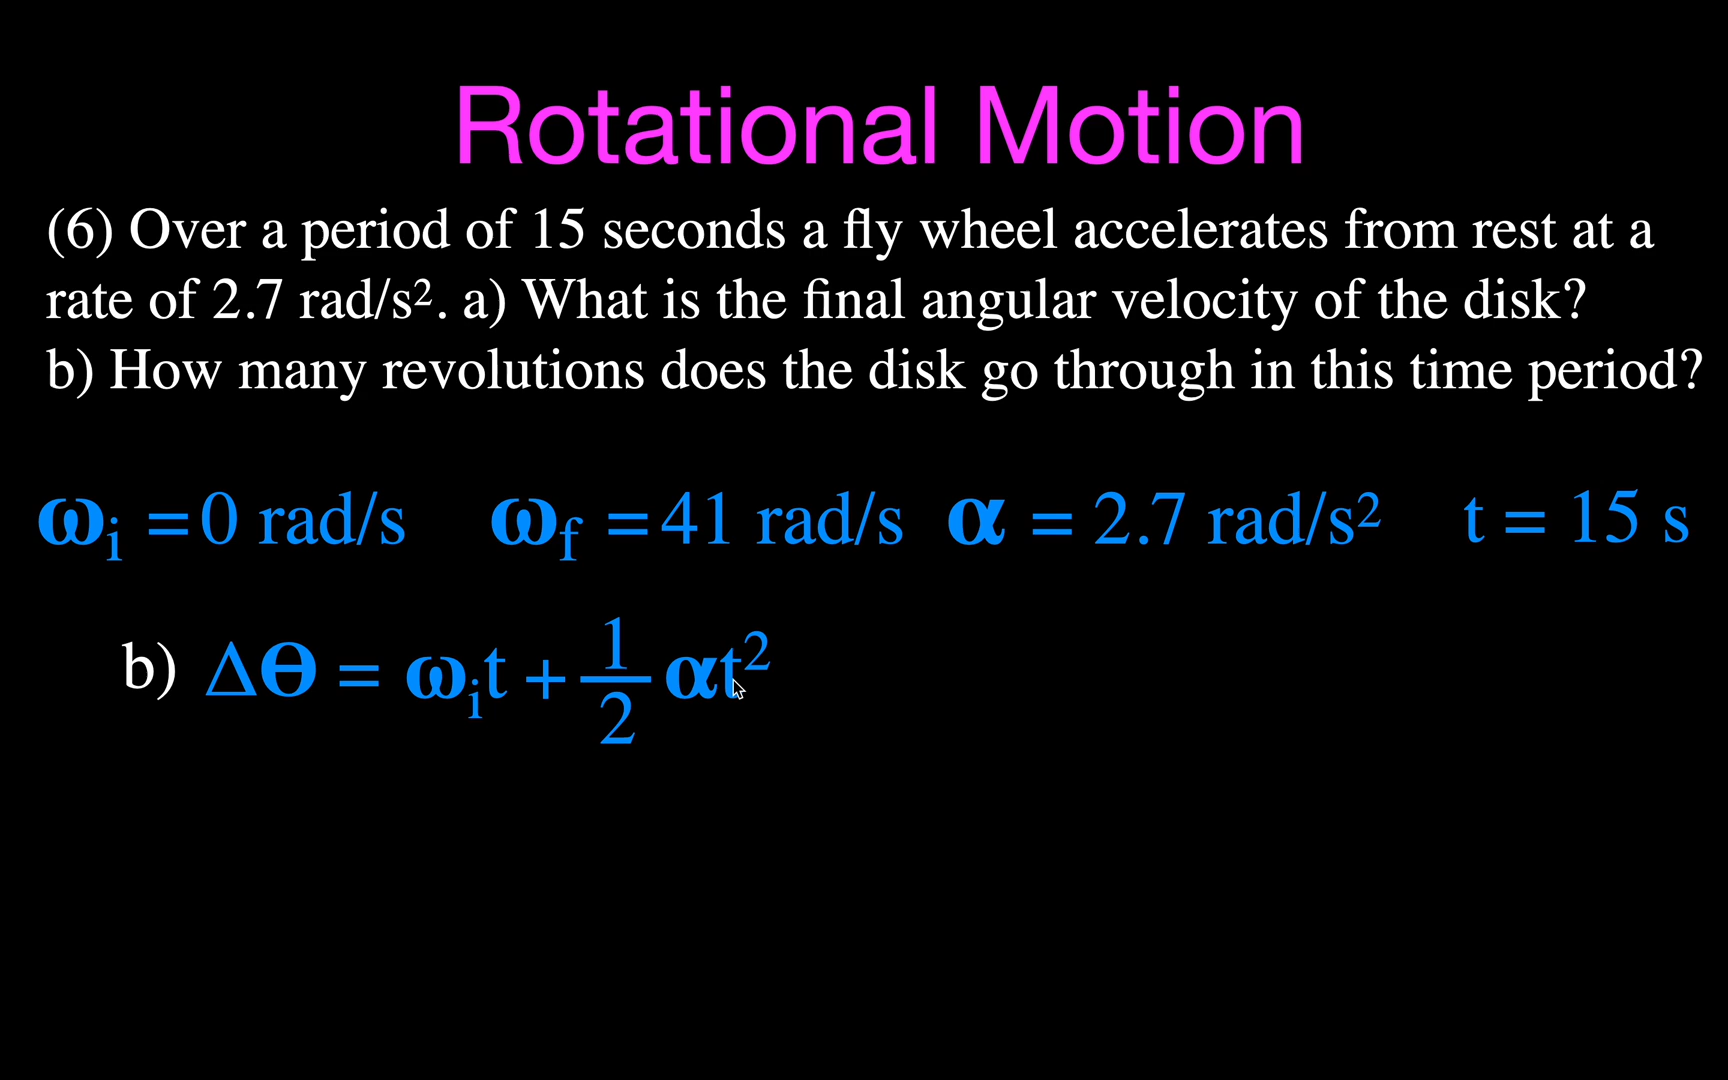 Rotational Motion
(6) Over a period of 15 seconds a fly wheel accelerates from rest at a
rate of 2.7 rad/s². a) What is the final angular velocity of the disk?
b) How many revolutions does the disk go through in this time period?
ωᵢ = 0 rad/s ω_f = 41 rad/s α = 2.7 rad/s² t = 15 s
b) ΔΘ = ωᵢt + 1/2 αt²